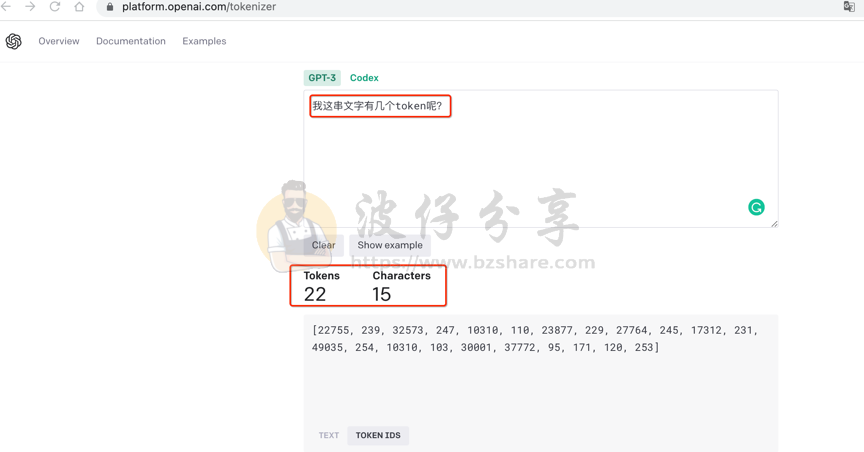 platform.openai.com/tokenizer
Overview Documentation Examples
GPT-3 Codex
我这串文字有几个token呢?
波仔分享
Clear Show example
https://www.bzshare.com
Tokens Characters
22 15
[22755, 239, 32573, 247, 10310, 110, 23877, 229, 27764, 245, 17312, 231,
49035, 254, 10310, 103, 30001, 37772, 95, 171, 120, 253]
TEXT TOKEN IDS